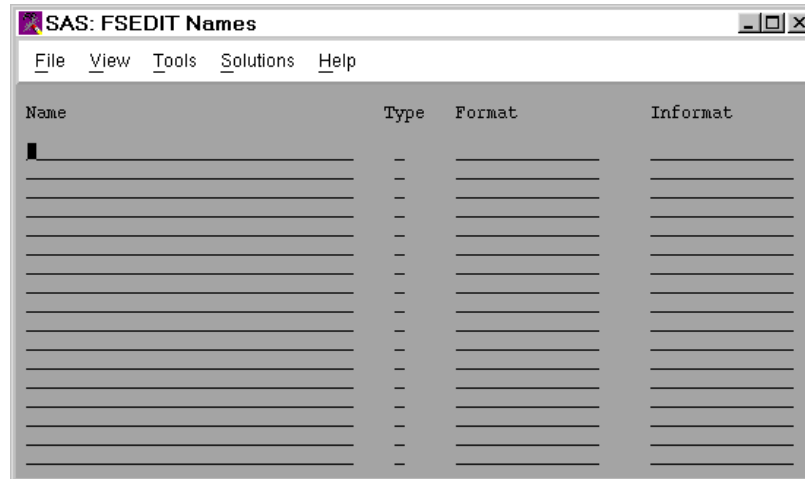 SAS: FSEDIT Names
File View Tools Solutions Help
Name Type Format Informat